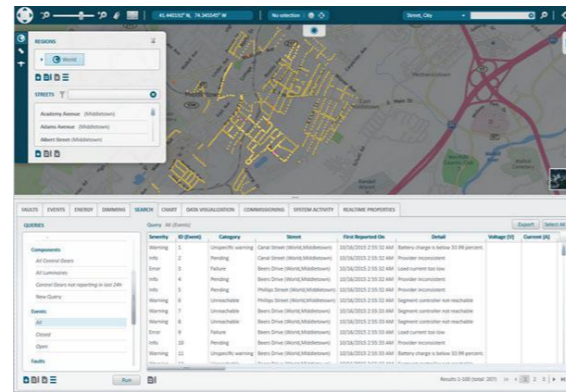 41.440152° N, 74.345545° W
No selection
Street, City
REGIONS
World
STREETS
Academy Avenue (Middletown)
Adams Avenue (Middletown)
Albert Street (Middletown)
East Middletown
FAULTS EVENTS ENERGY DIMMING SEARCH CHART DATA VISUALIZATION COMMISSIONING SYSTEM ACTIVITY REALTIME PROPERTIES
QUERIES
Query All (Events)
Export Select All
Components
All Control Gears
All Luminaires
Control Gears not reporting in last 24h
New Query
Events
All
Closed
Open
Faults
Run
Severity ID (Event) Category Street First Reported On Detail Voltage [V] Current [A]
Warning 1 Unspecific warning Canal Street (World,Middletown) 10/16/2015 2:55:32 AM Battery charge is below 33.99 percent.
Info 2 Pending Canal Street (World,Middletown) 10/16/2015 2:55:32 AM Provider inconsistent
Error 3 Failure Beers Drive (World,Middletown) 10/16/2015 2:55:32 AM Load current too low
Info 4 Pending Beers Drive (World,Middletown) 10/16/2015 2:55:32 AM Provider inconsistent
Info 5 Pending Phillips Street (World,Middletown) 10/16/2015 2:55:32 AM Provider inconsistent
Warning 6 Unreachable Phillips Street (World,Middletown) 10/16/2015 2:55:32 AM Segment controller not reachable
Warning 7 Unreachable Beers Drive (World,Middletown) 10/16/2015 2:55:32 AM Segment controller not reachable
Warning 8 Unreachable Beers Drive (World,Middletown) 10/16/2015 2:55:32 AM Segment controller not reachable
Error 9 Failure Beers Drive (World,Middletown) 10/16/2015 2:55:33 AM Load current too low
Info 10 Pending Beers Drive (World,Middletown) 10/16/2015 2:55:33 AM Provider inconsistent
Warning 11 Unspecific warning Beers Drive (World,Middletown) 10/16/2015 2:55:33 AM Battery charge is below 33.99 percent.
Results 1-100 (total: 207) 1 2 3